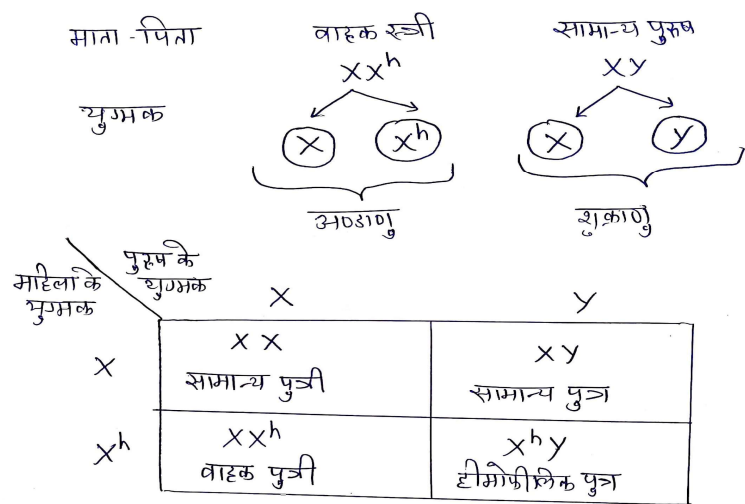 माता - पिता वाहक स्त्री सामान्य पुरुष
XX^h XY
युग्मक
X X^h X Y
अण्डाणु शुक्राणु
पुरुष के युग्मक
महिला के युग्मक
X Y
X XX XY
सामान्य पुत्री सामान्य पुत्र
X^h XX^h X^hY
वाहक पुत्री हीमोफीलिक पुत्र